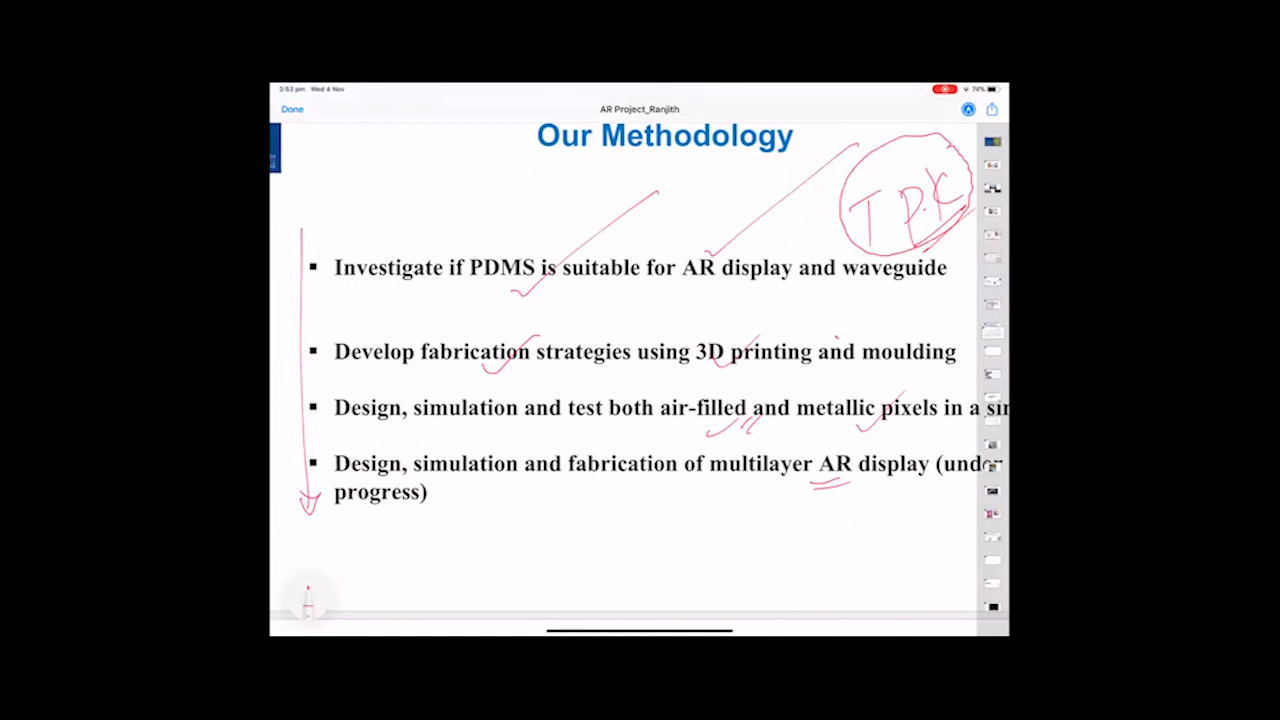 3:53 pm Wed 4 Nov
74%
Done
AR Project_Ranjith
Our Methodology
T P.K
▪ Investigate if PDMS is suitable for AR display and waveguide
▪ Develop fabrication strategies using 3D printing and moulding
▪ Design, simulation and test both air-filled and metallic pixels in a sin
▪ Design, simulation and fabrication of multilayer AR display (under
progress)